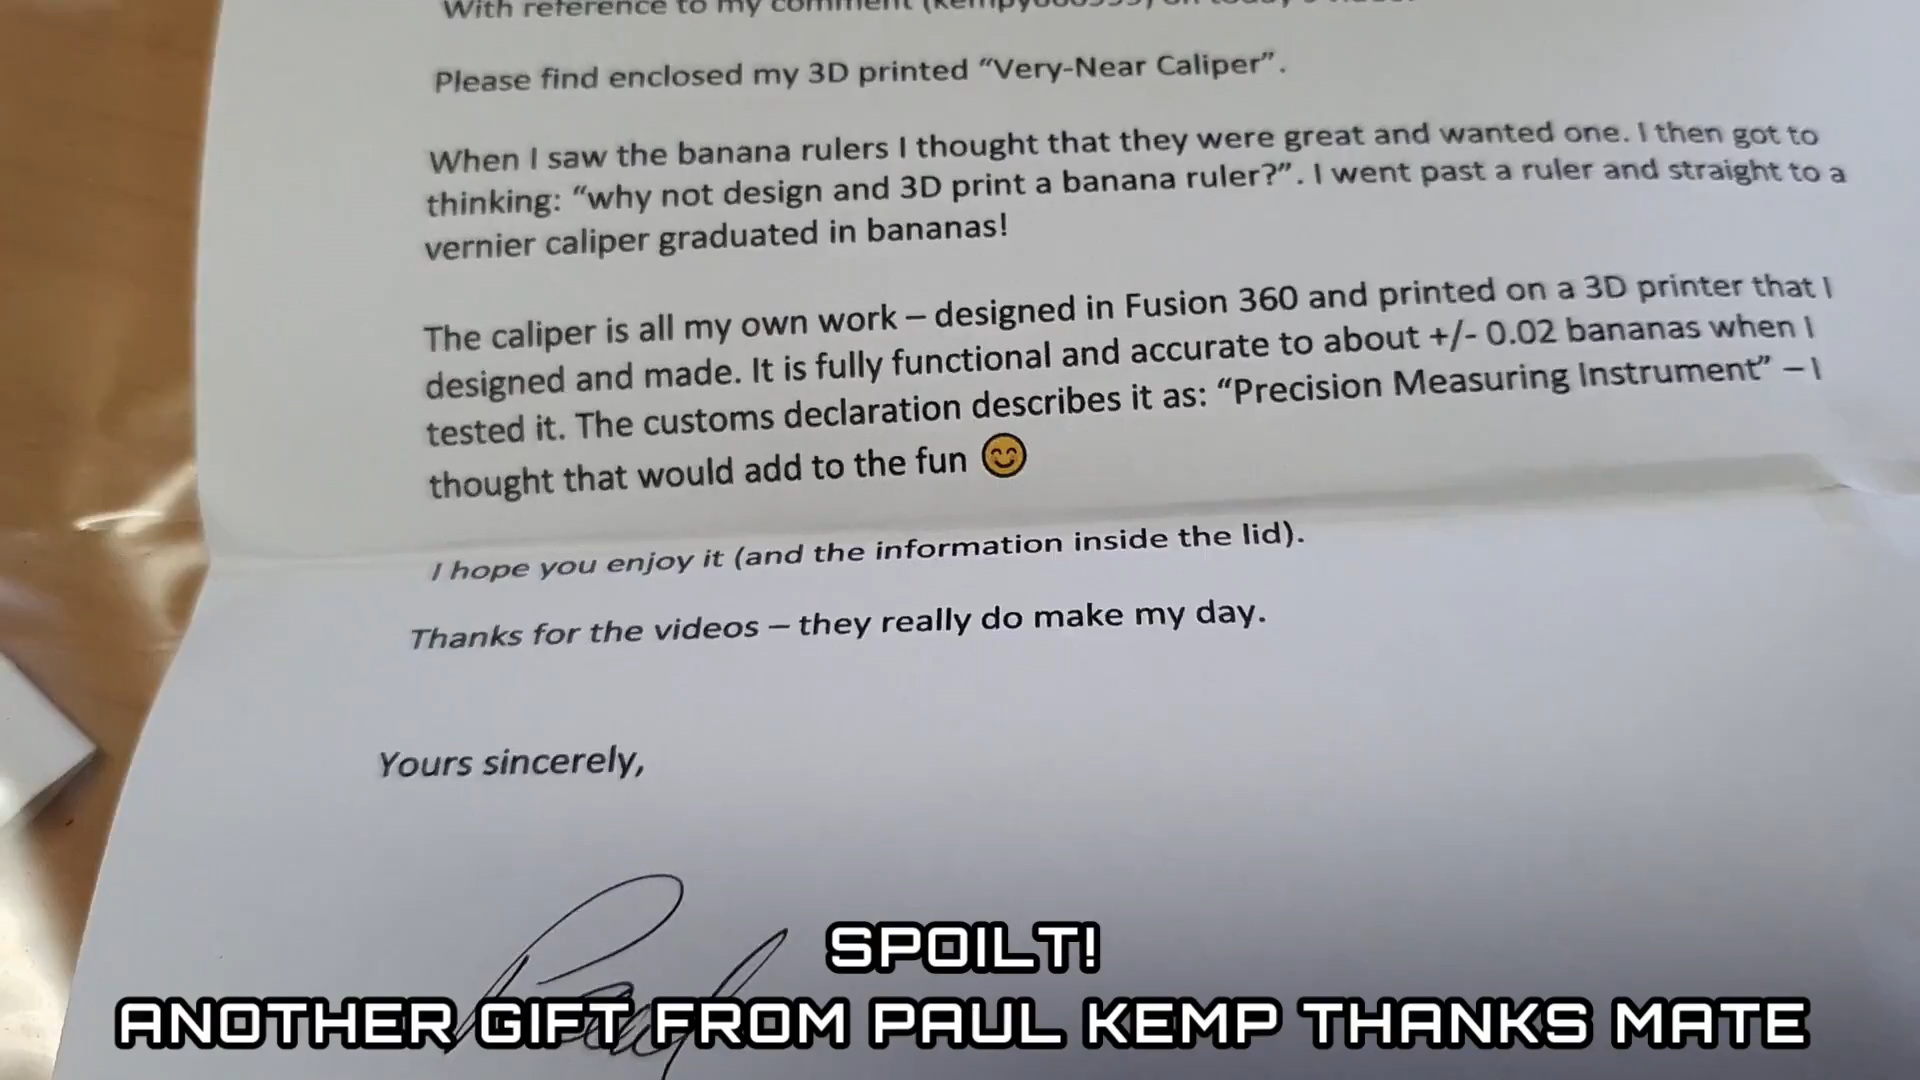 With reference to my comment
Please find enclosed my 3D printed “Very-Near Caliper”.
When I saw the banana rulers I thought that they were great and wanted one. I then got to
thinking: “why not design and 3D print a banana ruler?”. I went past a ruler and straight to a
vernier caliper graduated in bananas!
The caliper is all my own work – designed in Fusion 360 and printed on a 3D printer that I
designed and made. It is fully functional and accurate to about +/- 0.02 bananas when I
tested it. The customs declaration describes it as: “Precision Measuring Instrument” – I
thought that would add to the fun 😊
I hope you enjoy it (and the information inside the lid).
Thanks for the videos – they really do make my day.
Yours sincerely,
SPOILT!
ANOTHER GIFT FROM PAUL KEMP THANKS MATE